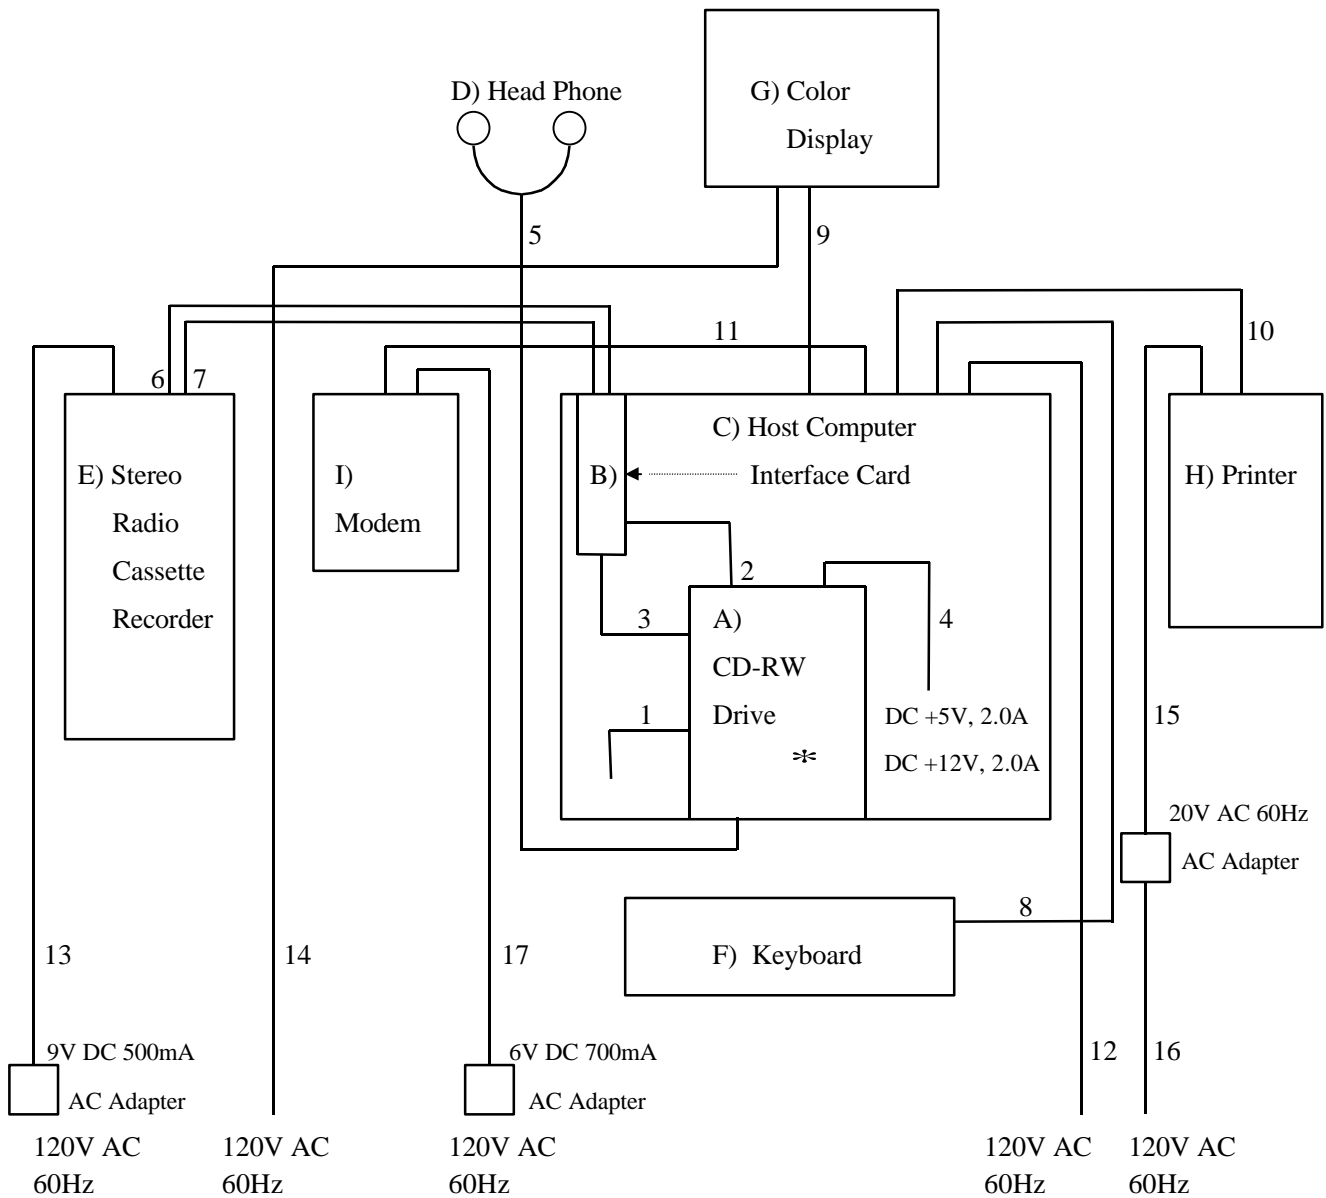 D) Head Phone
G) Color
Display
5
9
11
10
6
7
C) Host Computer
E) Stereo
Radio
Cassette
Recorder
I)
Modem
B)
Interface Card
H) Printer
2
3
A)
CD-RW
Drive
*
4
1
DC +5V, 2.0A
DC +12V, 2.0A
15
20V AC 60Hz
AC Adapter
8
F) Keyboard
13
14
17
9V DC 500mA
AC Adapter
6V DC 700mA
AC Adapter
12
16
120V AC
60Hz
120V AC
60Hz
120V AC
60Hz
120V AC
60Hz
120V AC
60Hz